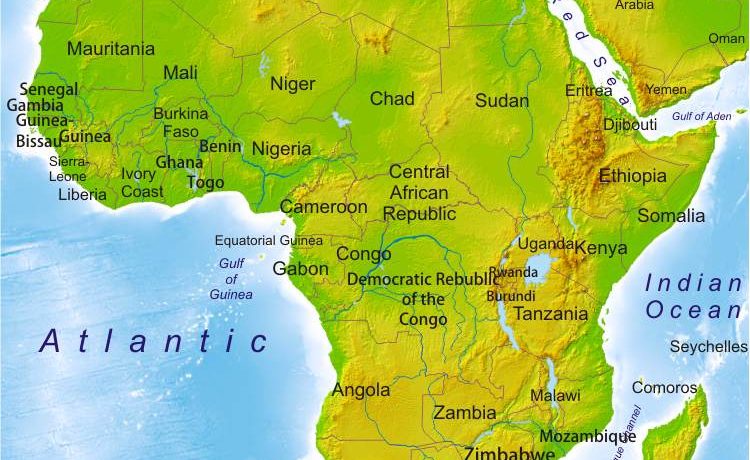 Red Sea
Arabia
Oman
Mauritania
Mali
Niger
Chad
Sudan
Eritrea
Yemen
Senegal
Gambia
Guinea-
Bissau
Guinea
Burkina
Faso
Gulf of Aden
Djibouti
Benin
Nigeria
Ghana
Togo
Sierra-
Leone
Liberia
Ivory
Coast
Central
African
Republic
Ethiopia
Cameroon
Somalia
Equatorial Guinea
Congo
Uganda
Kenya
Gabon
Gulf
of
Guinea
Democratic Rebublic
of the
Congo
Rwanda
Burundi
Tanzania
Indian
Ocean
Atlantic
Seychelles
Angola
Zambia
Malawi
Comoros
Mozambique
Zimbabwe
ue Channel